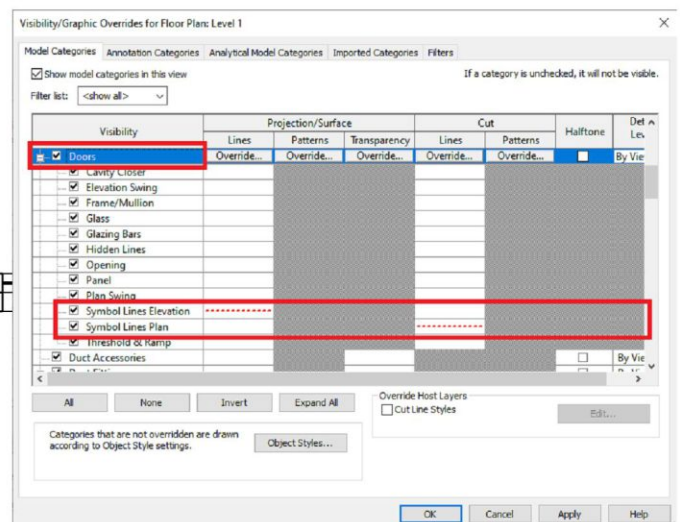 Visibility/Graphic Overrides for Floor Plan: Level 1
Model Categories Annotation Categories Analytical Model Categories Imported Categories Filters
Show model categories in this view
If a category is unchecked, it will not be visible.
Filter list: <show all>
Visibility Projection/Surface Cut Halftone Det
Lines Patterns Transparency Lines Patterns Lev
Doors Override... Override... Override... Override... Override... By Vie
Cavity Closer
Elevation Swing
Frame/Mullion
Glass
Glazing Bars
Hidden Lines
Opening
Panel
Plan Swing
Symbol Lines Elevation
Symbol Lines Plan
Threshold & Ramp
Duct Accessories By Vie
All None Invert Expand All
Override Host Layers
Cut Line Styles Edit...
Categories that are not overridden are drawn
according to Object Style settings.
Object Styles...
OK Cancel Apply Help